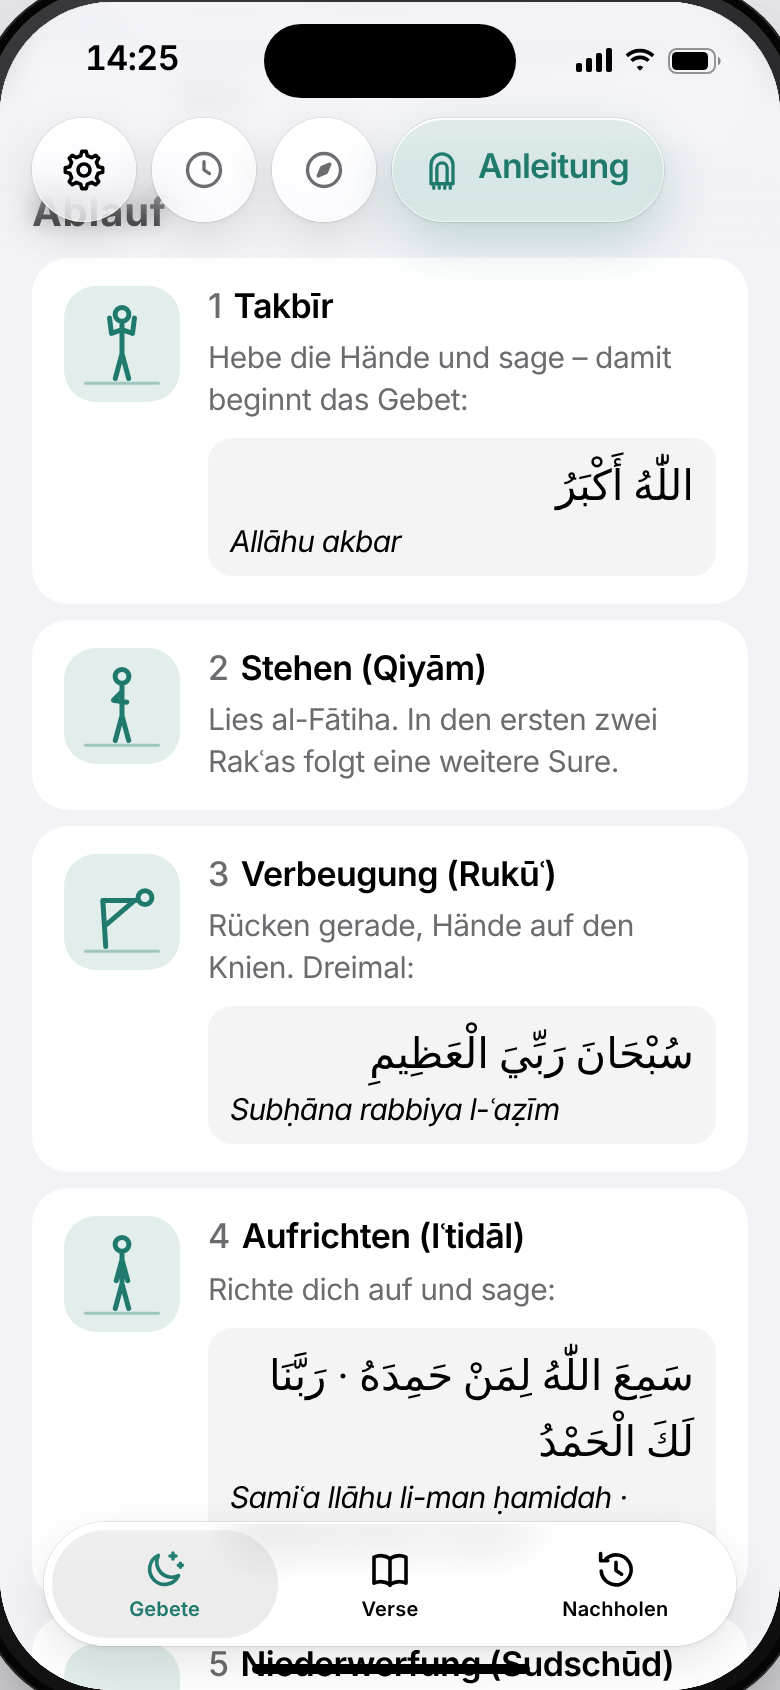 14:25
Anleitung
Ablauf
1 Takbīr
Hebe die Hände und sage – damit
beginnt das Gebet:
اللّٰهُ أَكْبَرُ
Allāhu akbar
2 Stehen (Qiyām)
Lies al-Fātiha. In den ersten zwei
Rakʿas folgt eine weitere Sure.
3 Verbeugung (Rukūʿ)
Rücken gerade, Hände auf den
Knien. Dreimal:
سُبْحَانَ رَبِّيَ الْعَظِيمِ
Subḥāna rabbiya l-ʿaẓīm
4 Aufrichten (Iʿtidāl)
Richte dich auf und sage:
سَمِعَ اللّٰهُ لِمَنْ حَمِدَهُ · رَبَّنَا
لَكَ الْحَمْدُ
Samiʿa llāhu li-man ḥamidah ·
Gebete
Verse
Nachholen
5 Niederwerfung (Sudschūd)